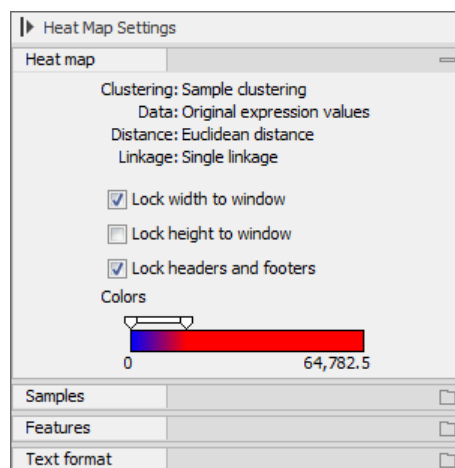 Heat Map Settings
Heat map
Clustering: Sample clustering
Data: Original expression values
Distance: Euclidean distance
Linkage: Single linkage
Lock width to window
Lock height to window
Lock headers and footers
Colors
0 64,782.5
Samples
Features
Text format